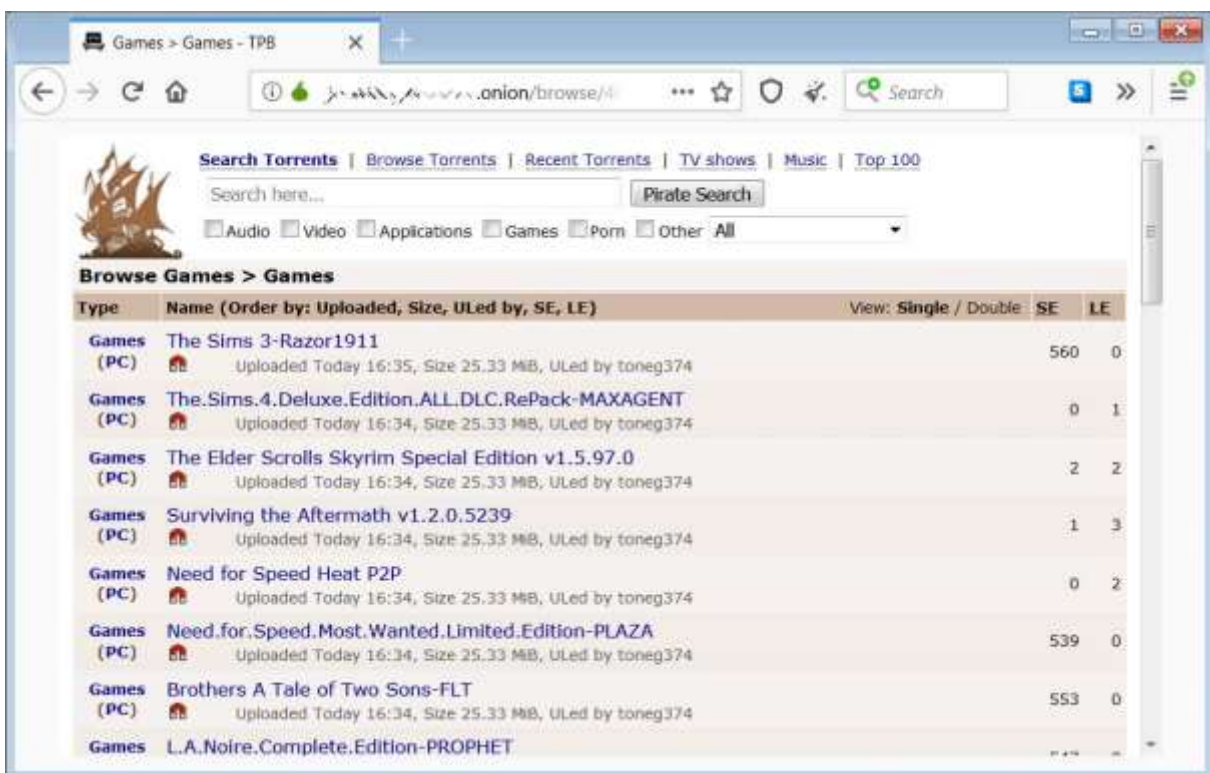 Games > Games - TPB
.onion/browse/4
Search
Search Torrents | Browse Torrents | Recent Torrents | TV shows | Music | Top 100
Search here...
Pirate Search
Audio Video Applications Games Porn Other All
Browse Games > Games
Type Name (Order by: Uploaded, Size, ULed by, SE, LE) View: Single / Double SE LE
Games The Sims 3-Razor1911
(PC) Uploaded Today 16:35, Size 25.33 MiB, ULed by toneg374 560 0
Games The.Sims.4.Deluxe.Edition.ALL.DLC.RePack-MAXAGENT
(PC) Uploaded Today 16:34, Size 25.33 MiB, ULed by toneg374 0 1
Games The Elder Scrolls Skyrim Special Edition v1.5.97.0
(PC) Uploaded Today 16:34, Size 25.33 MiB, ULed by toneg374 2 2
Games Surviving the Aftermath v1.2.0.5239
(PC) Uploaded Today 16:34, Size 25.33 MiB, ULed by toneg374 1 3
Games Need for Speed Heat P2P
(PC) Uploaded Today 16:34, Size 25.33 MiB, ULed by toneg374 0 2
Games Need.for.Speed.Most.Wanted.Limited.Edition-PLAZA
(PC) Uploaded Today 16:34, Size 25.33 MiB, ULed by toneg374 539 0
Games Brothers A Tale of Two Sons-FLT
(PC) Uploaded Today 16:34, Size 25.33 MiB, ULed by toneg374 553 0
Games L.A.Noire.Complete.Edition-PROPHET